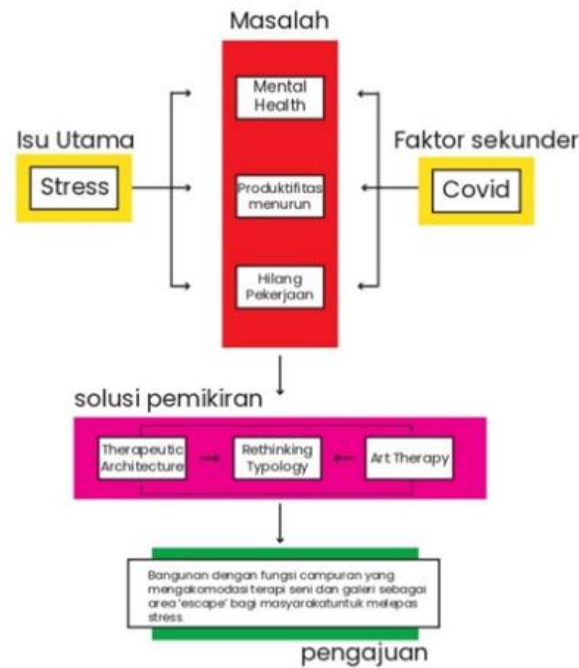 Masalah
Mental
Health
Isu Utama
Stress
Faktor sekunder
Covid
Produktifitas
menurun
Hilang
Pekerjaan
solusi pemikiran
Therapeutic
Architecture
Rethinking
Typology
Art Therapy
Bangunan dengan fungsi campuran yang
mengakomodasi terapi seni dan galeri sebagai
area 'escape' bagi masyarakatuntuk melepas
stress.
pengajuan